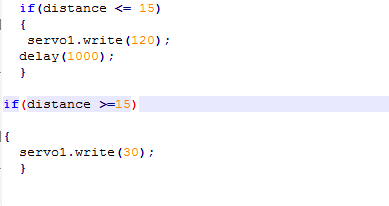 if(distance <= 15)
{
servo1.write(120);
delay(1000);
}
if(distance >=15)
{
servo1.write(30);
}